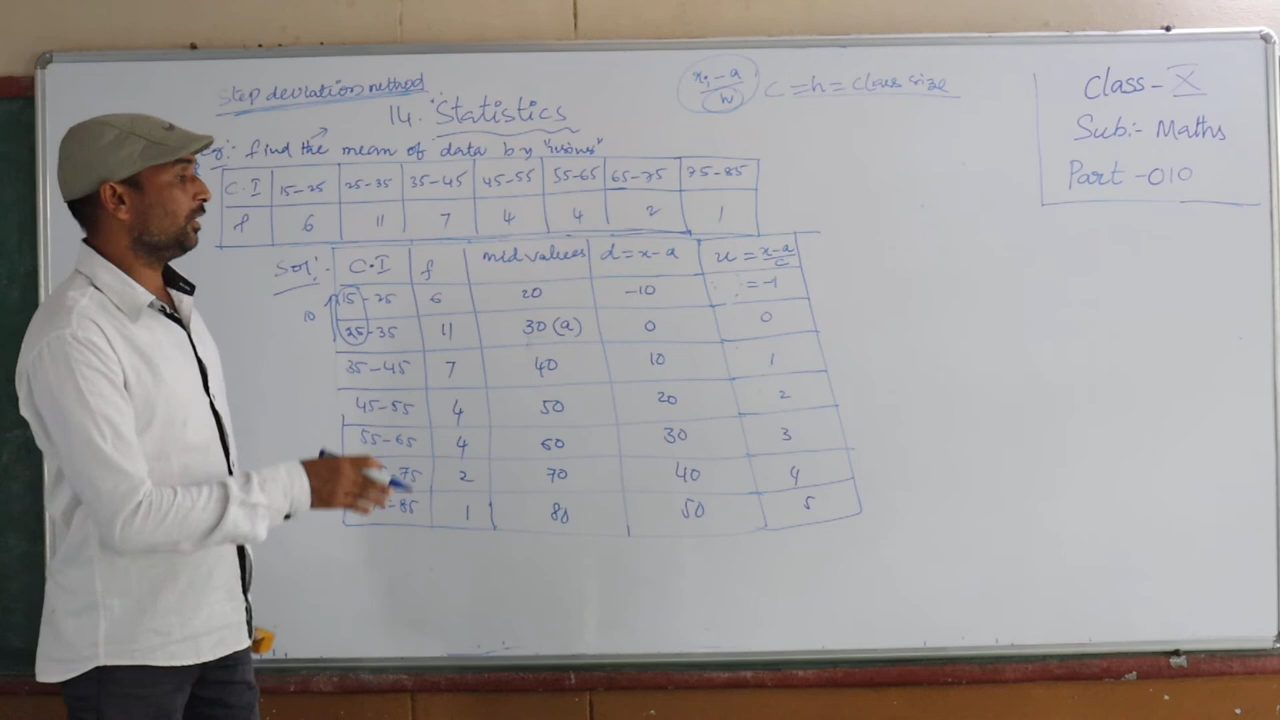 Step deviation method
xi-a/(h) C=h=class size
14. Statistics
find the mean of data by
C.I 15-25 25-35 35-45 45-55 55-65 65-75 75-85
f 6 11 7 4 4 2 1
Sol:- C.I f mid values d=x-a u=x-a/c
15-25 6 20 -10 =-1
10
25-35 11 30(a) 0 0
35-45 7 40 10 1
45-55 4 50 20 2
55-65 4 60 30 3
-75 2 70 40 4
-85 1 80 50 5
Class-X
Sub:- Maths
Part-010